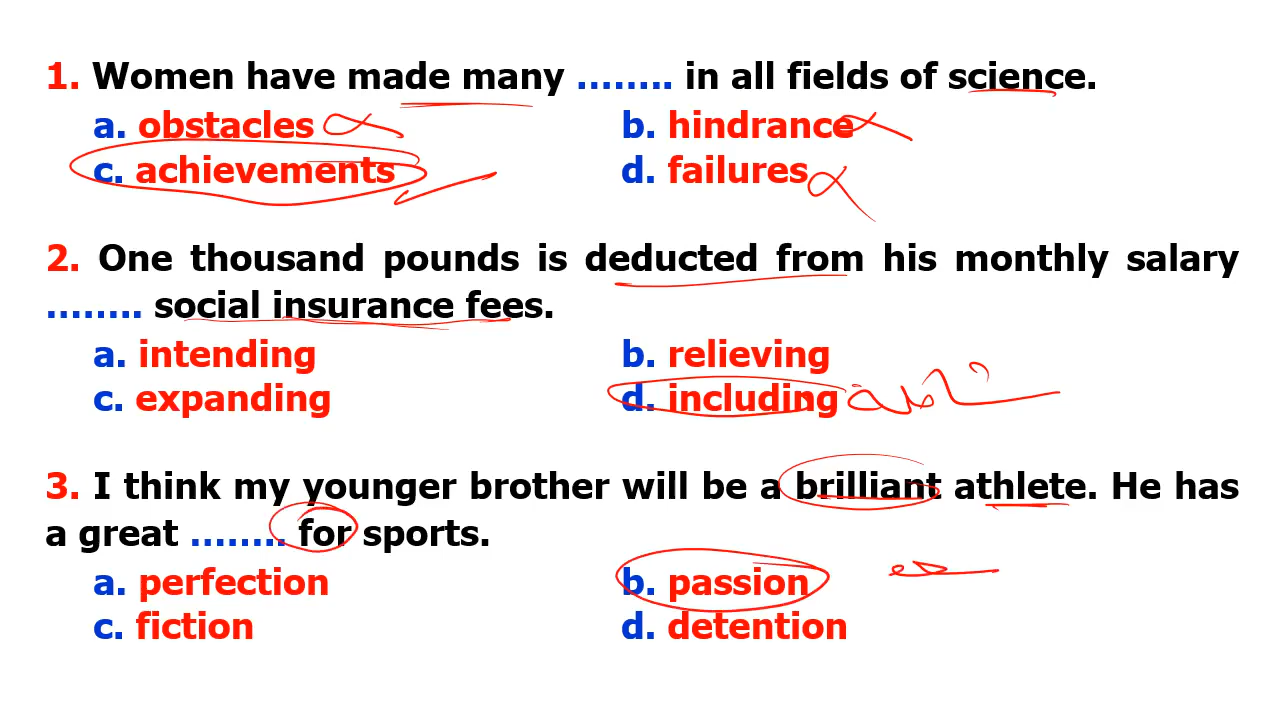 1. Women have made many ........ in all fields of science.
a. obstacles b. hindrance
c. achievements d. failures
2. One thousand pounds is deducted from his monthly salary
........ social insurance fees.
a. intending b. relieving
c. expanding d. including
3. I think my younger brother will be a brilliant athlete. He has
a great ........ for sports.
a. perfection b. passion
c. fiction d. detention